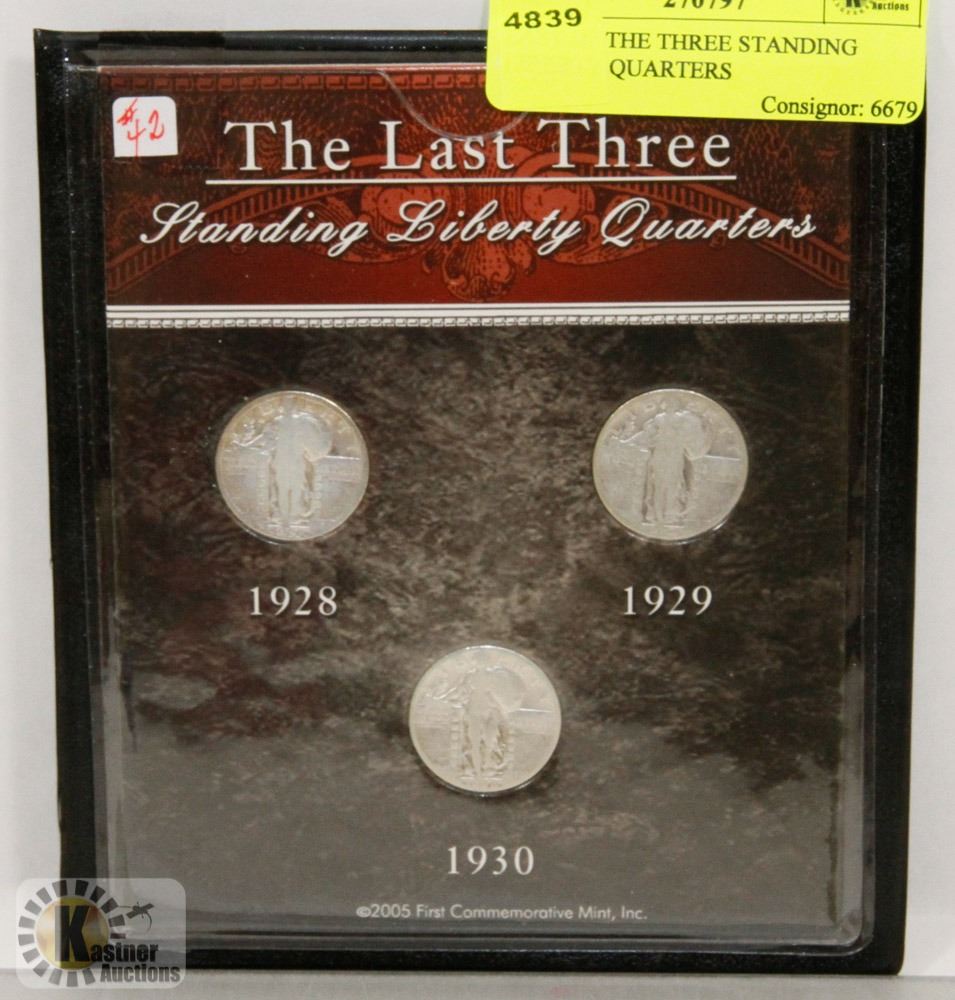 4839
Auctions
THE THREE STANDING
QUARTERS
Consignor: 6679
#42
The Last Three
Standing Liberty Quarters
1928
1929
1930
©2005 First Commemorative Mint, Inc.
Kastner
Auctions